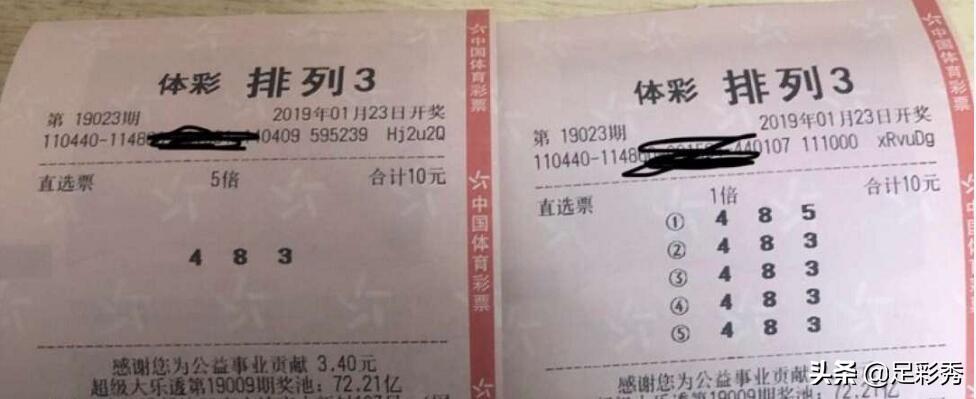 体彩 排列3
第 19023期 2019年01月23日开奖
110440-1148 40409 595239 Hj2u2Q
直选票 5倍 合计10元
4 8 3
感谢您为公益事业贡献 3.40元
超级大乐透第19009期奖池：72.21亿
中国体育彩票
中国体育彩票
体彩 排列3
第 19023期 2019年01月23日开奖
110440-1148 440107 111000 xRvuDg
直选票 1倍 合计10元
① 4 8 5
② 4 8 3
③ 4 8 3
④ 4 8 3
⑤ 4 8 3
感谢您为公益事业贡献
超级大乐透第19009期奖池：72.21亿
中国体育彩票
头条 @足彩秀